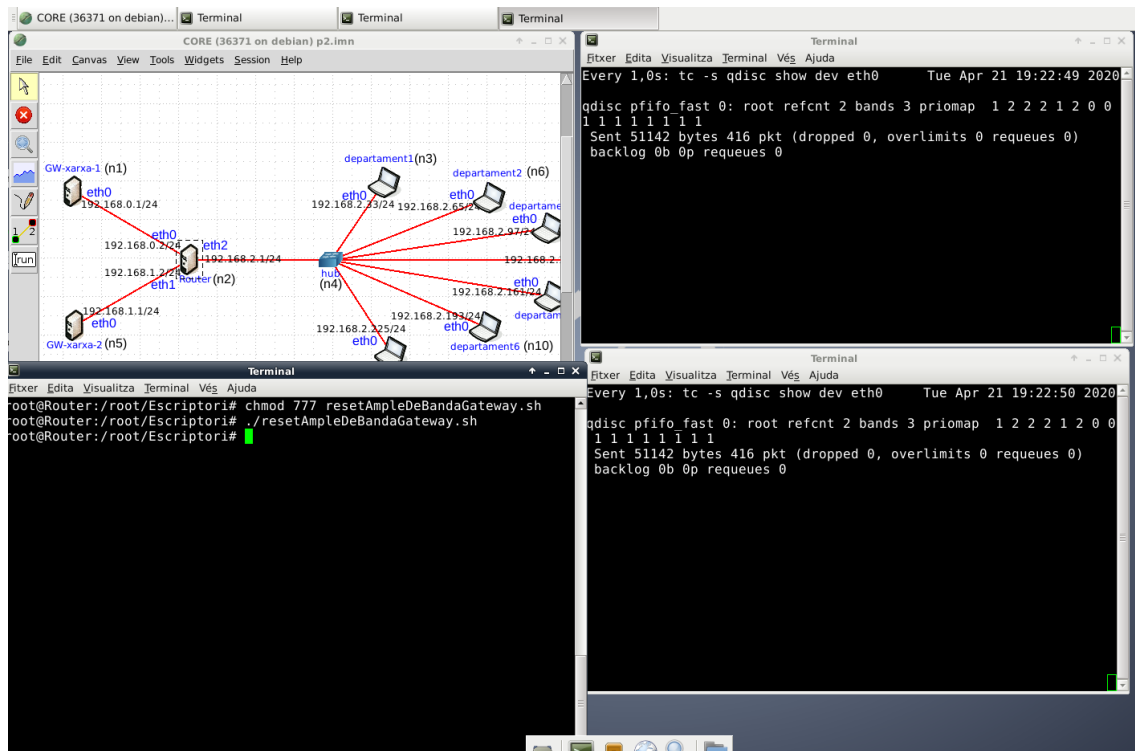 CORE (36371 on debian)... Terminal Terminal Terminal
CORE (36371 on debian) p2.imn
File Edit Canvas View Tools Widgets Session Help
GW-xarxa-1 (n1)
eth0
192.168.0.1/24
departament1(n3)
departament2 (n6)
eth0
192.168.2.33/24
eth0
192.168.2.65/24
departame
eth0
192.168.2.97/24
eth0
192.168.0.2/24
eth2
192.168.2.1/24
192.168.2.
192.168.1.2/24
Router (n2)
eth1
hub
(n4)
eth0
192.168.2.161/24
192.168.1.1/24
eth0
GW-xarxa-2 (n5)
192.168.2.193/24
departam
192.168.2.225/24
eth0
eth0
departament6 (n10)
1 2
run
Terminal
Fitxer Edita Visualitza Terminal Vés Ajuda
Every 1,0s: tc -s qdisc show dev eth0 Tue Apr 21 19:22:49 2020
qdisc pfifo_fast 0: root refcnt 2 bands 3 priomap 1 2 2 2 1 2 0 0
1 1 1 1 1 1 1 1
Sent 51142 bytes 416 pkt (dropped 0, overlimits 0 requeues 0)
backlog 0b 0p requeues 0
Terminal
Fitxer Edita Visualitza Terminal Vés Ajuda
root@Router:/root/Escriptori# chmod 777 resetAmpleDeBandaGateway.sh
root@Router:/root/Escriptori# ./resetAmpleDeBandaGateway.sh
root@Router:/root/Escriptori#
Terminal
Fitxer Edita Visualitza Terminal Vés Ajuda
Every 1,0s: tc -s qdisc show dev eth0 Tue Apr 21 19:22:50 2020
qdisc pfifo_fast 0: root refcnt 2 bands 3 priomap 1 2 2 2 1 2 0 0
1 1 1 1 1 1 1 1
Sent 51142 bytes 416 pkt (dropped 0, overlimits 0 requeues 0)
backlog 0b 0p requeues 0